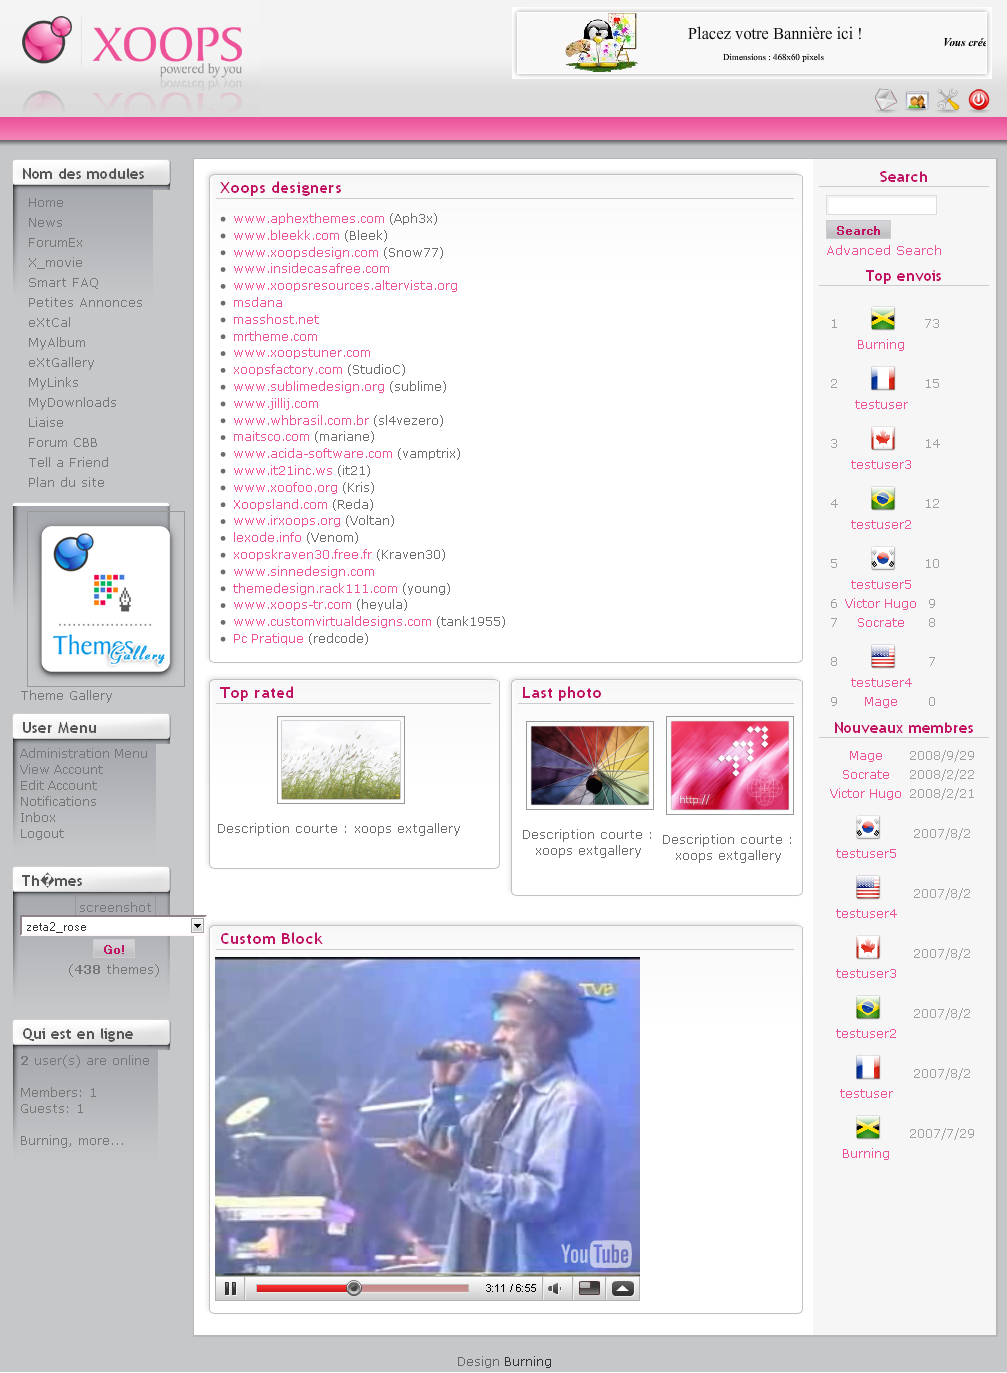 XOOPS
powered by you
Placez votre Bannière ici !
Dimensions : 468x60 pixels
Vous crée
Nom des modules
Home
News
ForumEx
X_movie
Smart FAQ
Petites Annonces
eXtCal
MyAlbum
eXtGallery
MyLinks
MyDownloads
Liaise
Forum CBB
Tell a Friend
Plan du site
Themes
Gallery
Theme Gallery
User Menu
Administration Menu
View Account
Edit Account
Notifications
Inbox
Logout
Th�mes
screenshot
zeta2_rose
Go!
(438 themes)
Qui est en ligne
2 user(s) are online
Members: 1
Guests: 1
Burning, more...
Xoops designers
www.aphexthemes.com (Aph3x)
www.bleekk.com (Bleek)
www.xoopsdesign.com (Snow77)
www.insidecasafree.com
www.xoopsresources.altervista.org
msdana
masshost.net
mrtheme.com
www.xoopstuner.com
xoopsfactory.com (StudioC)
www.sublimedesign.org (sublime)
www.jillij.com
www.whbrasil.com.br (sl4vezero)
maitsco.com (mariane)
www.acida-software.com (vamptrix)
www.it21inc.ws (it21)
www.xoofoo.org (Kris)
Xoopsland.com (Reda)
www.irxoops.org (Voltan)
lexode.info (Venom)
xoopskraven30.free.fr (Kraven30)
www.sinnedesign.com
themedesign.rack111.com (young)
www.xoops-tr.com (heyula)
www.customvirtualdesigns.com (tank1955)
Pc Pratique (redcode)
Top rated
Description courte : xoops extgallery
Last photo
Description courte :
xoops extgallery
http://
Description courte :
xoops extgallery
Custom Block
TVB
YouTube
3:11 / 6:55
Search
Search
Advanced Search
Top envois
1 Burning 73
2 testuser 15
3 testuser3 14
4 testuser2 12
5 testuser5 10
6 Victor Hugo 9
7 Socrate 8
8 testuser4 7
9 Mage 0
Nouveaux membres
Mage 2008/9/29
Socrate 2008/2/22
Victor Hugo 2008/2/21
testuser5 2007/8/2
testuser4 2007/8/2
testuser3 2007/8/2
testuser2 2007/8/2
testuser 2007/8/2
Burning 2007/7/29
Design Burning